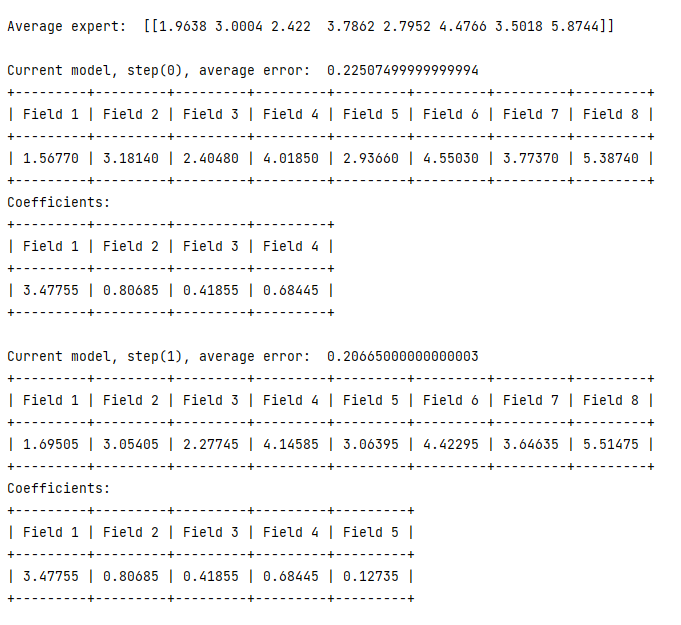 Average expert:  [[1.9638 3.0004 2.422  3.7862 2.7952 4.4766 3.5018 5.8744]]

Current model, step(0), average error:  0.22507499999999994
+---------+---------+---------+---------+---------+---------+---------+---------+
| Field 1 | Field 2 | Field 3 | Field 4 | Field 5 | Field 6 | Field 7 | Field 8 |
+---------+---------+---------+---------+---------+---------+---------+---------+
| 1.56770 | 3.18140 | 2.40480 | 4.01850 | 2.93660 | 4.55030 | 3.77370 | 5.38740 |
+---------+---------+---------+---------+---------+---------+---------+---------+
Coefficients:
+---------+---------+---------+---------+
| Field 1 | Field 2 | Field 3 | Field 4 |
+---------+---------+---------+---------+
| 3.47755 | 0.80685 | 0.41855 | 0.68445 |
+---------+---------+---------+---------+

Current model, step(1), average error:  0.20665000000000003
+---------+---------+---------+---------+---------+---------+---------+---------+
| Field 1 | Field 2 | Field 3 | Field 4 | Field 5 | Field 6 | Field 7 | Field 8 |
+---------+---------+---------+---------+---------+---------+---------+---------+
| 1.69505 | 3.05405 | 2.27745 | 4.14585 | 3.06395 | 4.42295 | 3.64635 | 5.51475 |
+---------+---------+---------+---------+---------+---------+---------+---------+
Coefficients:
+---------+---------+---------+---------+---------+
| Field 1 | Field 2 | Field 3 | Field 4 | Field 5 |
+---------+---------+---------+---------+---------+
| 3.47755 | 0.80685 | 0.41855 | 0.68445 | 0.12735 |
+---------+---------+---------+---------+---------+